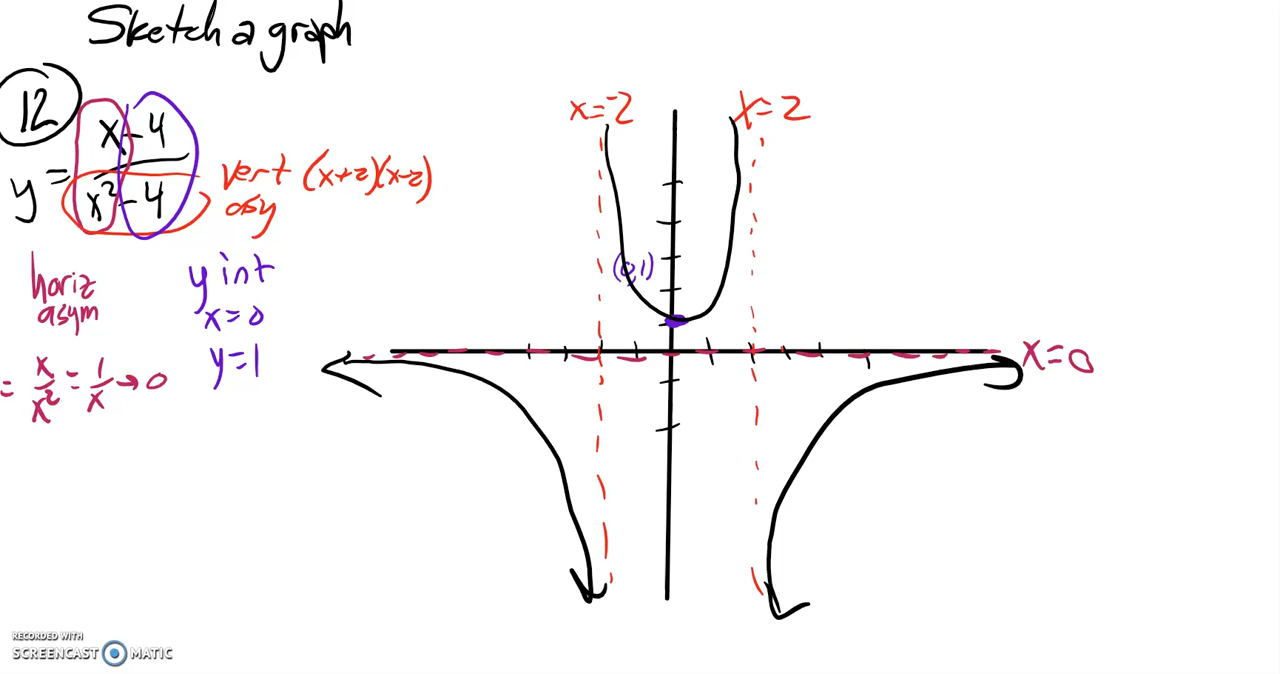 Sketch a graph
12
y = x-4
x²-4
vert (x+2)(x-2)
asy
horiz
asym
= x/x² = 1/x → 0
y int
x=0
y=1
x=-2
x=2
(0,1)
x=0
RECORDED WITH
SCREENCAST MATIC